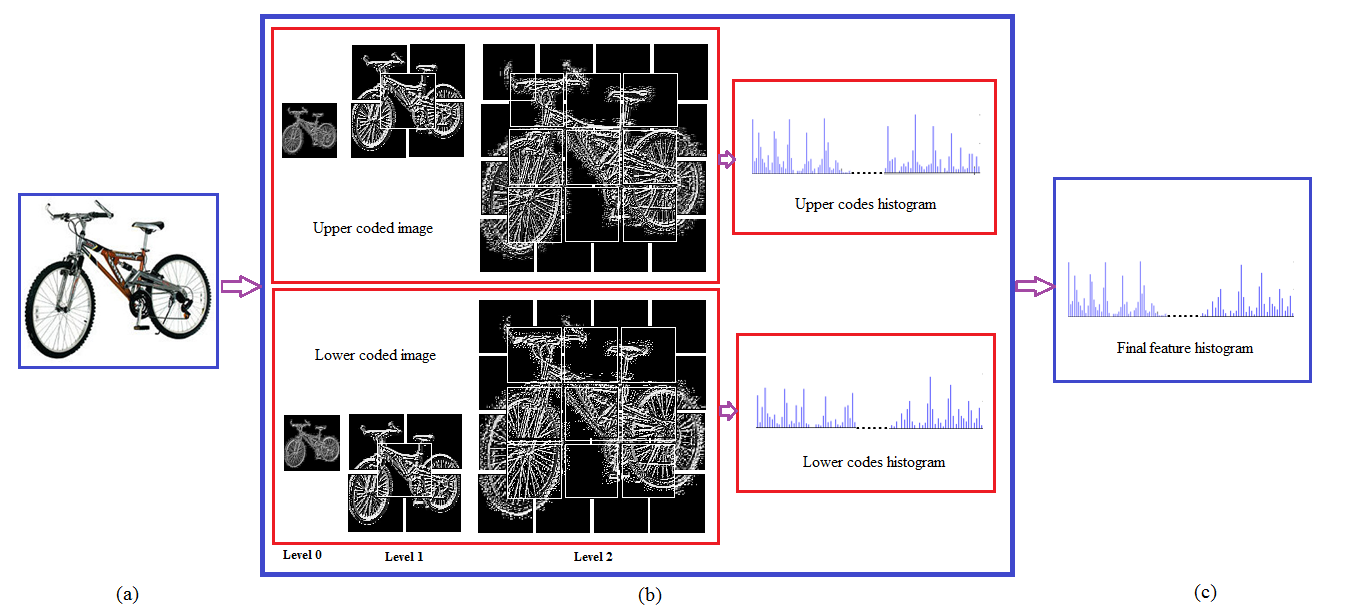 Upper coded image
Upper codes histogram
Lower coded image
Final feature histogram
Lower codes histogram
Level 0
Level 1
Level 2
(a)
(b)
(c)